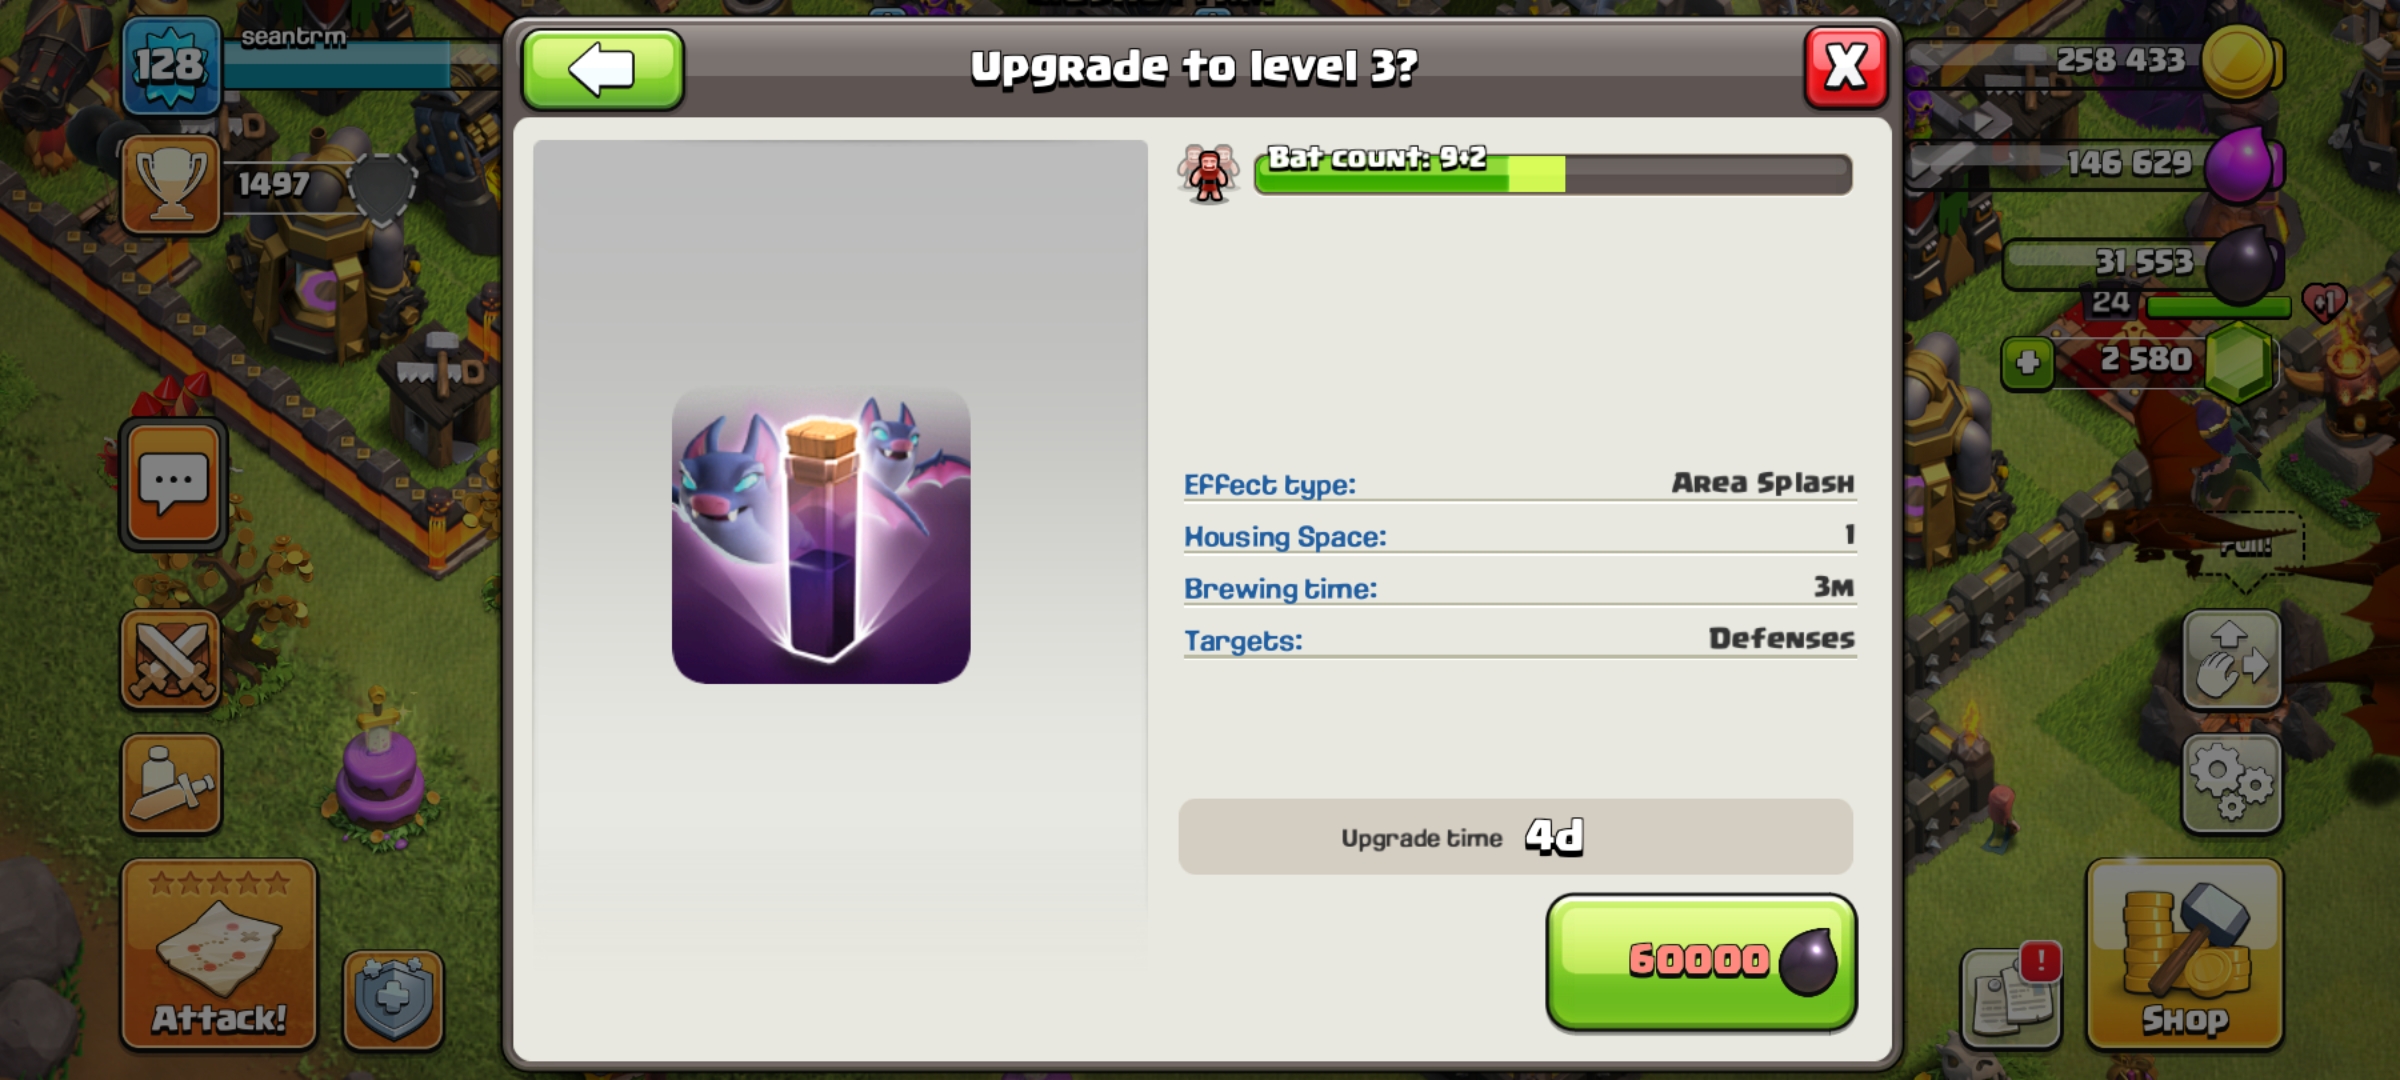 seantrm
128
Upgrade to level 3?
X
258 433
1497
Bat count: 9+2
146 629
31 553
24
+1
2 580
Effect type: Area Splash
Housing Space: 1
Brewing time: 3m
Targets: Defenses
Full!
Upgrade time 4d
60000
Attack!
!
Shop